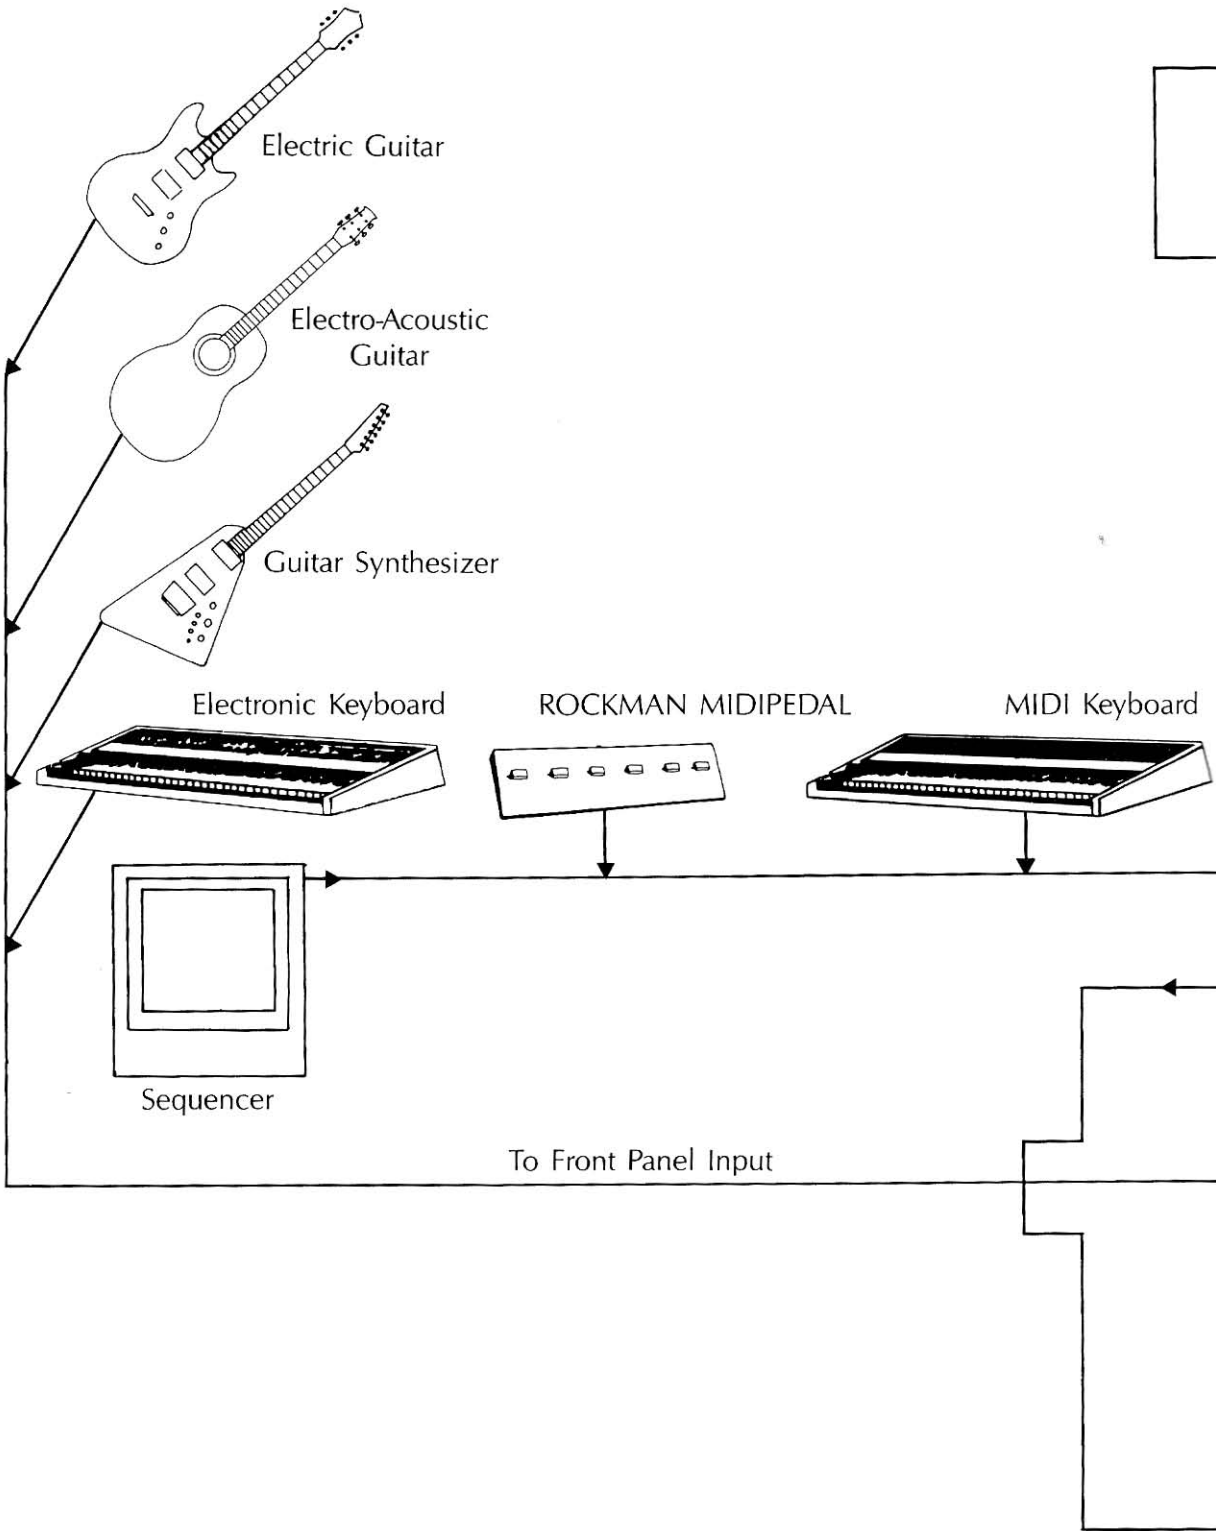 Electric Guitar
Electro-Acoustic
Guitar
Guitar Synthesizer
Electronic Keyboard
ROCKMAN MIDIPEDAL
MIDI Keyboard
Sequencer
To Front Panel Input